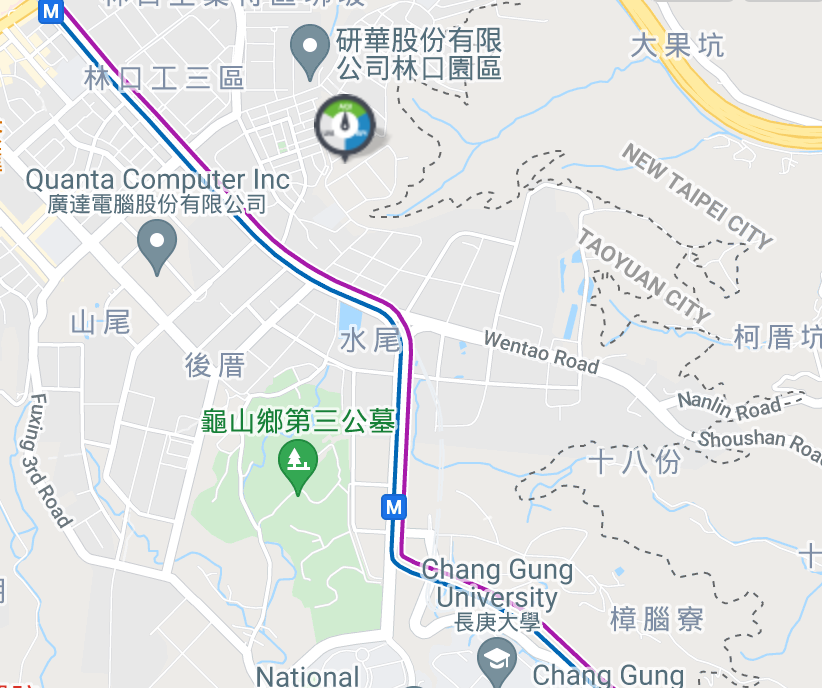 M
研華股份有限
公司林口園區
大果坑
林口工三區
NEW TAIPEI CITY
TAOYUAN CITY
Quanta Computer Inc
廣達電腦股份有限公司
山尾
水尾
後厝
Wentao Road
柯厝坑
Nanlin Road
Shoushan Road
龜山鄉第三公墓
Fuxing 3rd Road
十八份
M
Chang Gung
University
長庚大學
樟腦寮
National
Chang Gung